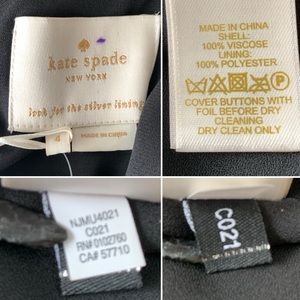 kate spade
NEW YORK
look for the silver lining
4
MADE IN CHINA
MADE IN CHINA
SHELL:
100% VISCOSE
LINING:
100% POLYESTER
COVER BUTTONS WITH
FOIL BEFORE DRY
CLEANING
DRY CLEAN ONLY
NJMU4021
C021
RN# 0102760
CA# 57710
C021